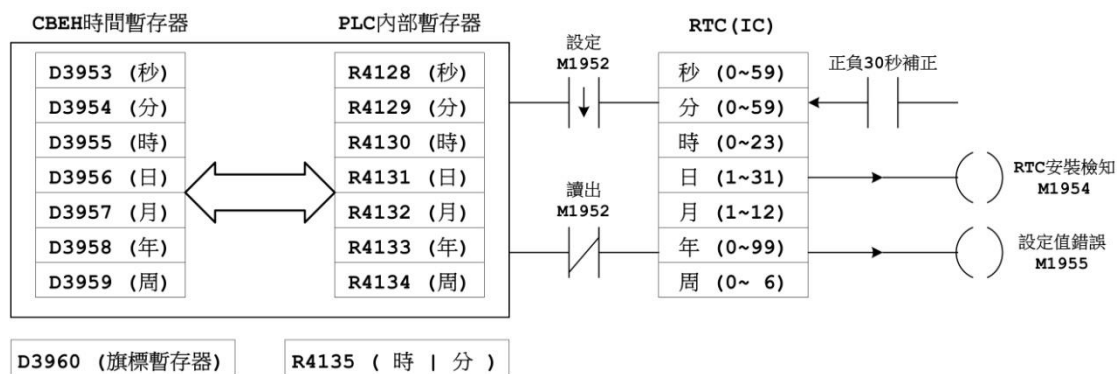 CBEH時間暫存器
D3953 (秒)
D3954 (分)
D3955 (時)
D3956 (日)
D3957 (月)
D3958 (年)
D3959 (周)
PLC內部暫存器
R4128 (秒)
R4129 (分)
R4130 (時)
R4131 (日)
R4132 (月)
R4133 (年)
R4134 (周)
設定
M1952
讀出
M1952
RTC(IC)
秒 (0~59)
分 (0~59)
時 (0~23)
日 (1~31)
月 (1~12)
年 (0~99)
周 (0~ 6)
正負30秒補正
RTC安裝檢知
M1954
設定值錯誤
M1955
D3960 (旗標暫存器)
R4135 ( 時 | 分 )